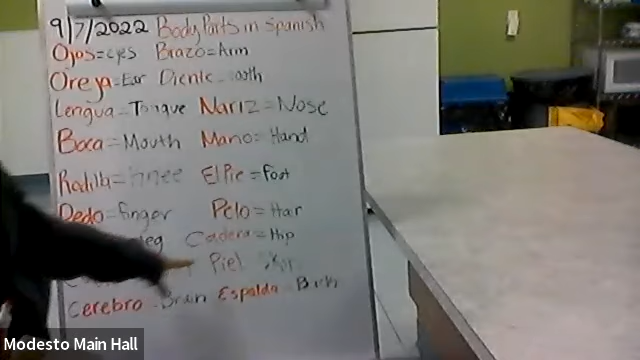 9/7/2022 Body Parts in Spanish
Ojos=eyes Brazo=Arm
Oreja=Ear Diente
Lengua=Tongue Nariz=Nose
Boca=Mouth Mano=Hand
Rodilla=knee El Pie=foot
Dedo=finger Pelo=Hair
leg Cadera=Hip
Piel Skin
Cerebro Brain Espalda Back
Modesto Main Hall